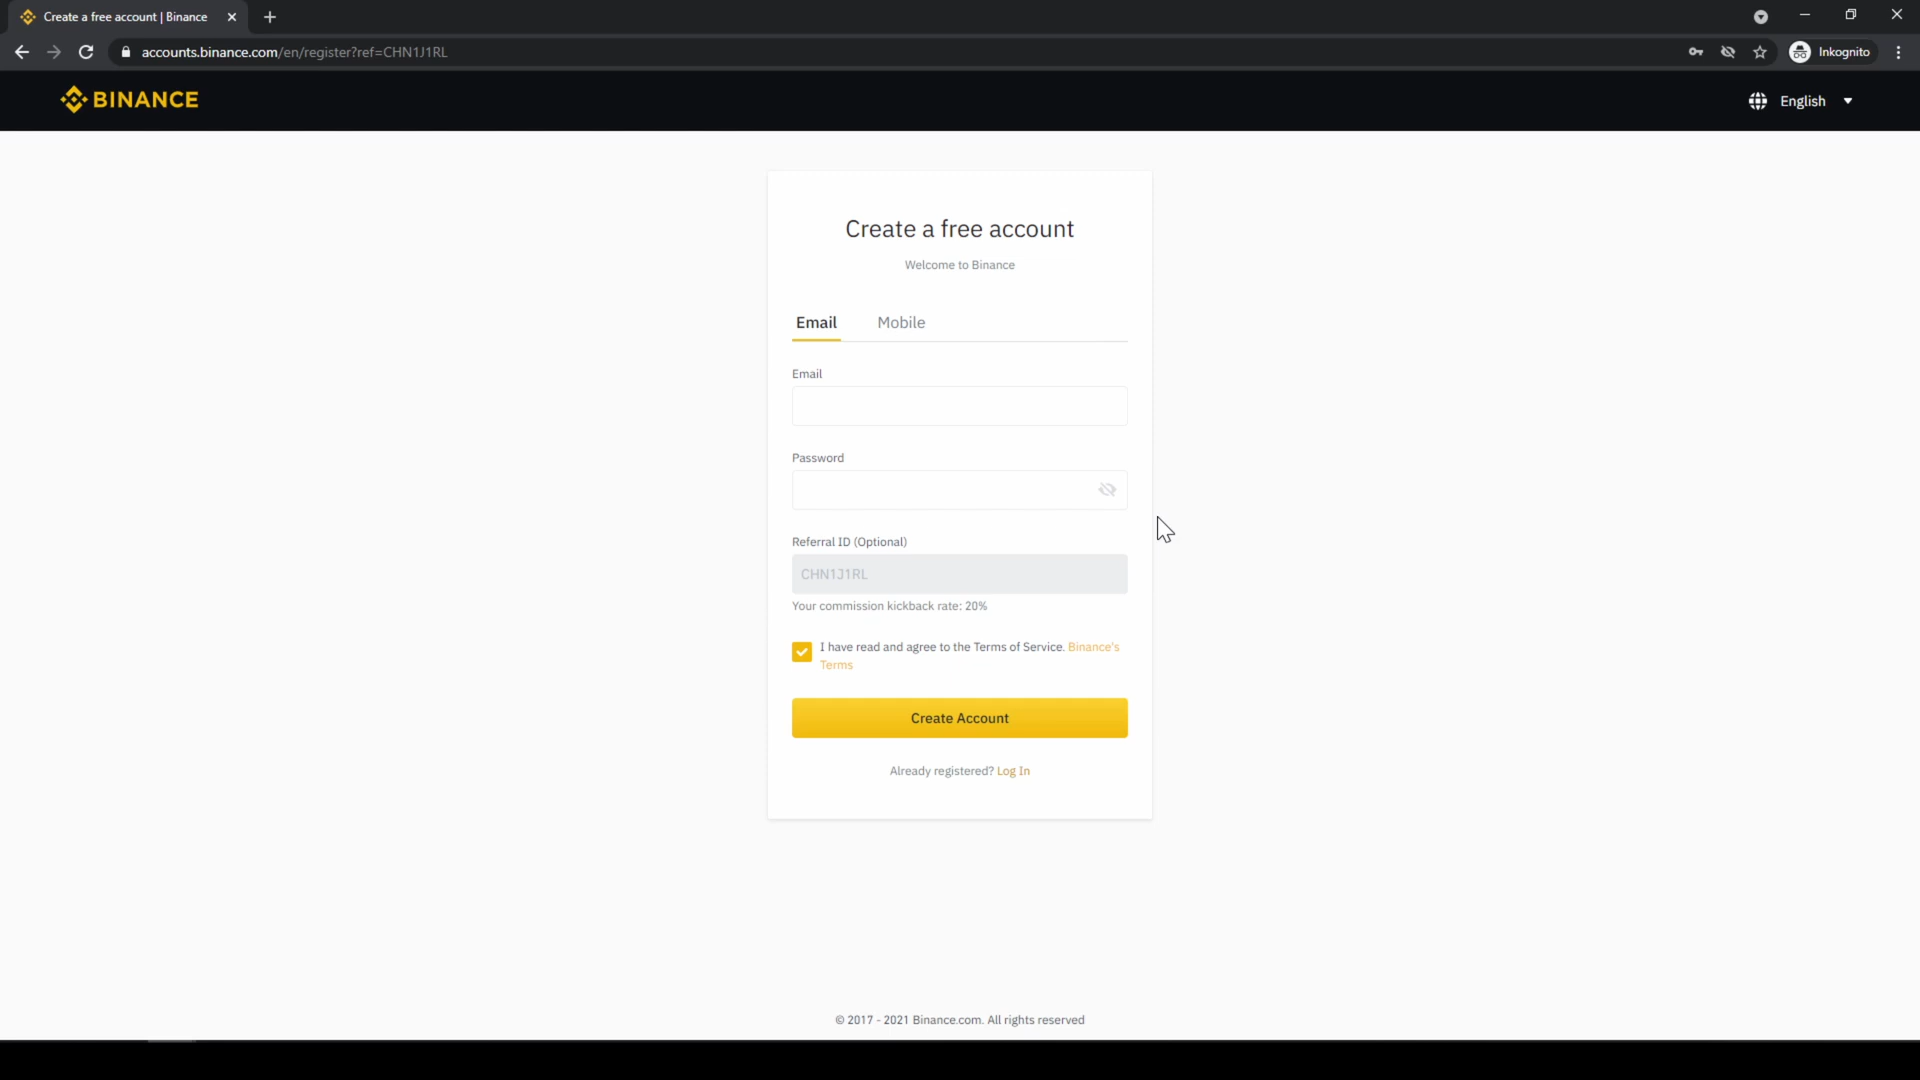 Create a free account | Binance
accounts.binance.com/en/register?ref=CHN1J1RL
Inkognito
BINANCE
English
Create a free account
Welcome to Binance
Email Mobile
Email
Password
Referral ID (Optional)
CHN1J1RL
Your commission kickback rate: 20%
I have read and agree to the Terms of Service. Binance's
Terms
Create Account
Already registered? Log In
© 2017 - 2021 Binance.com. All rights reserved